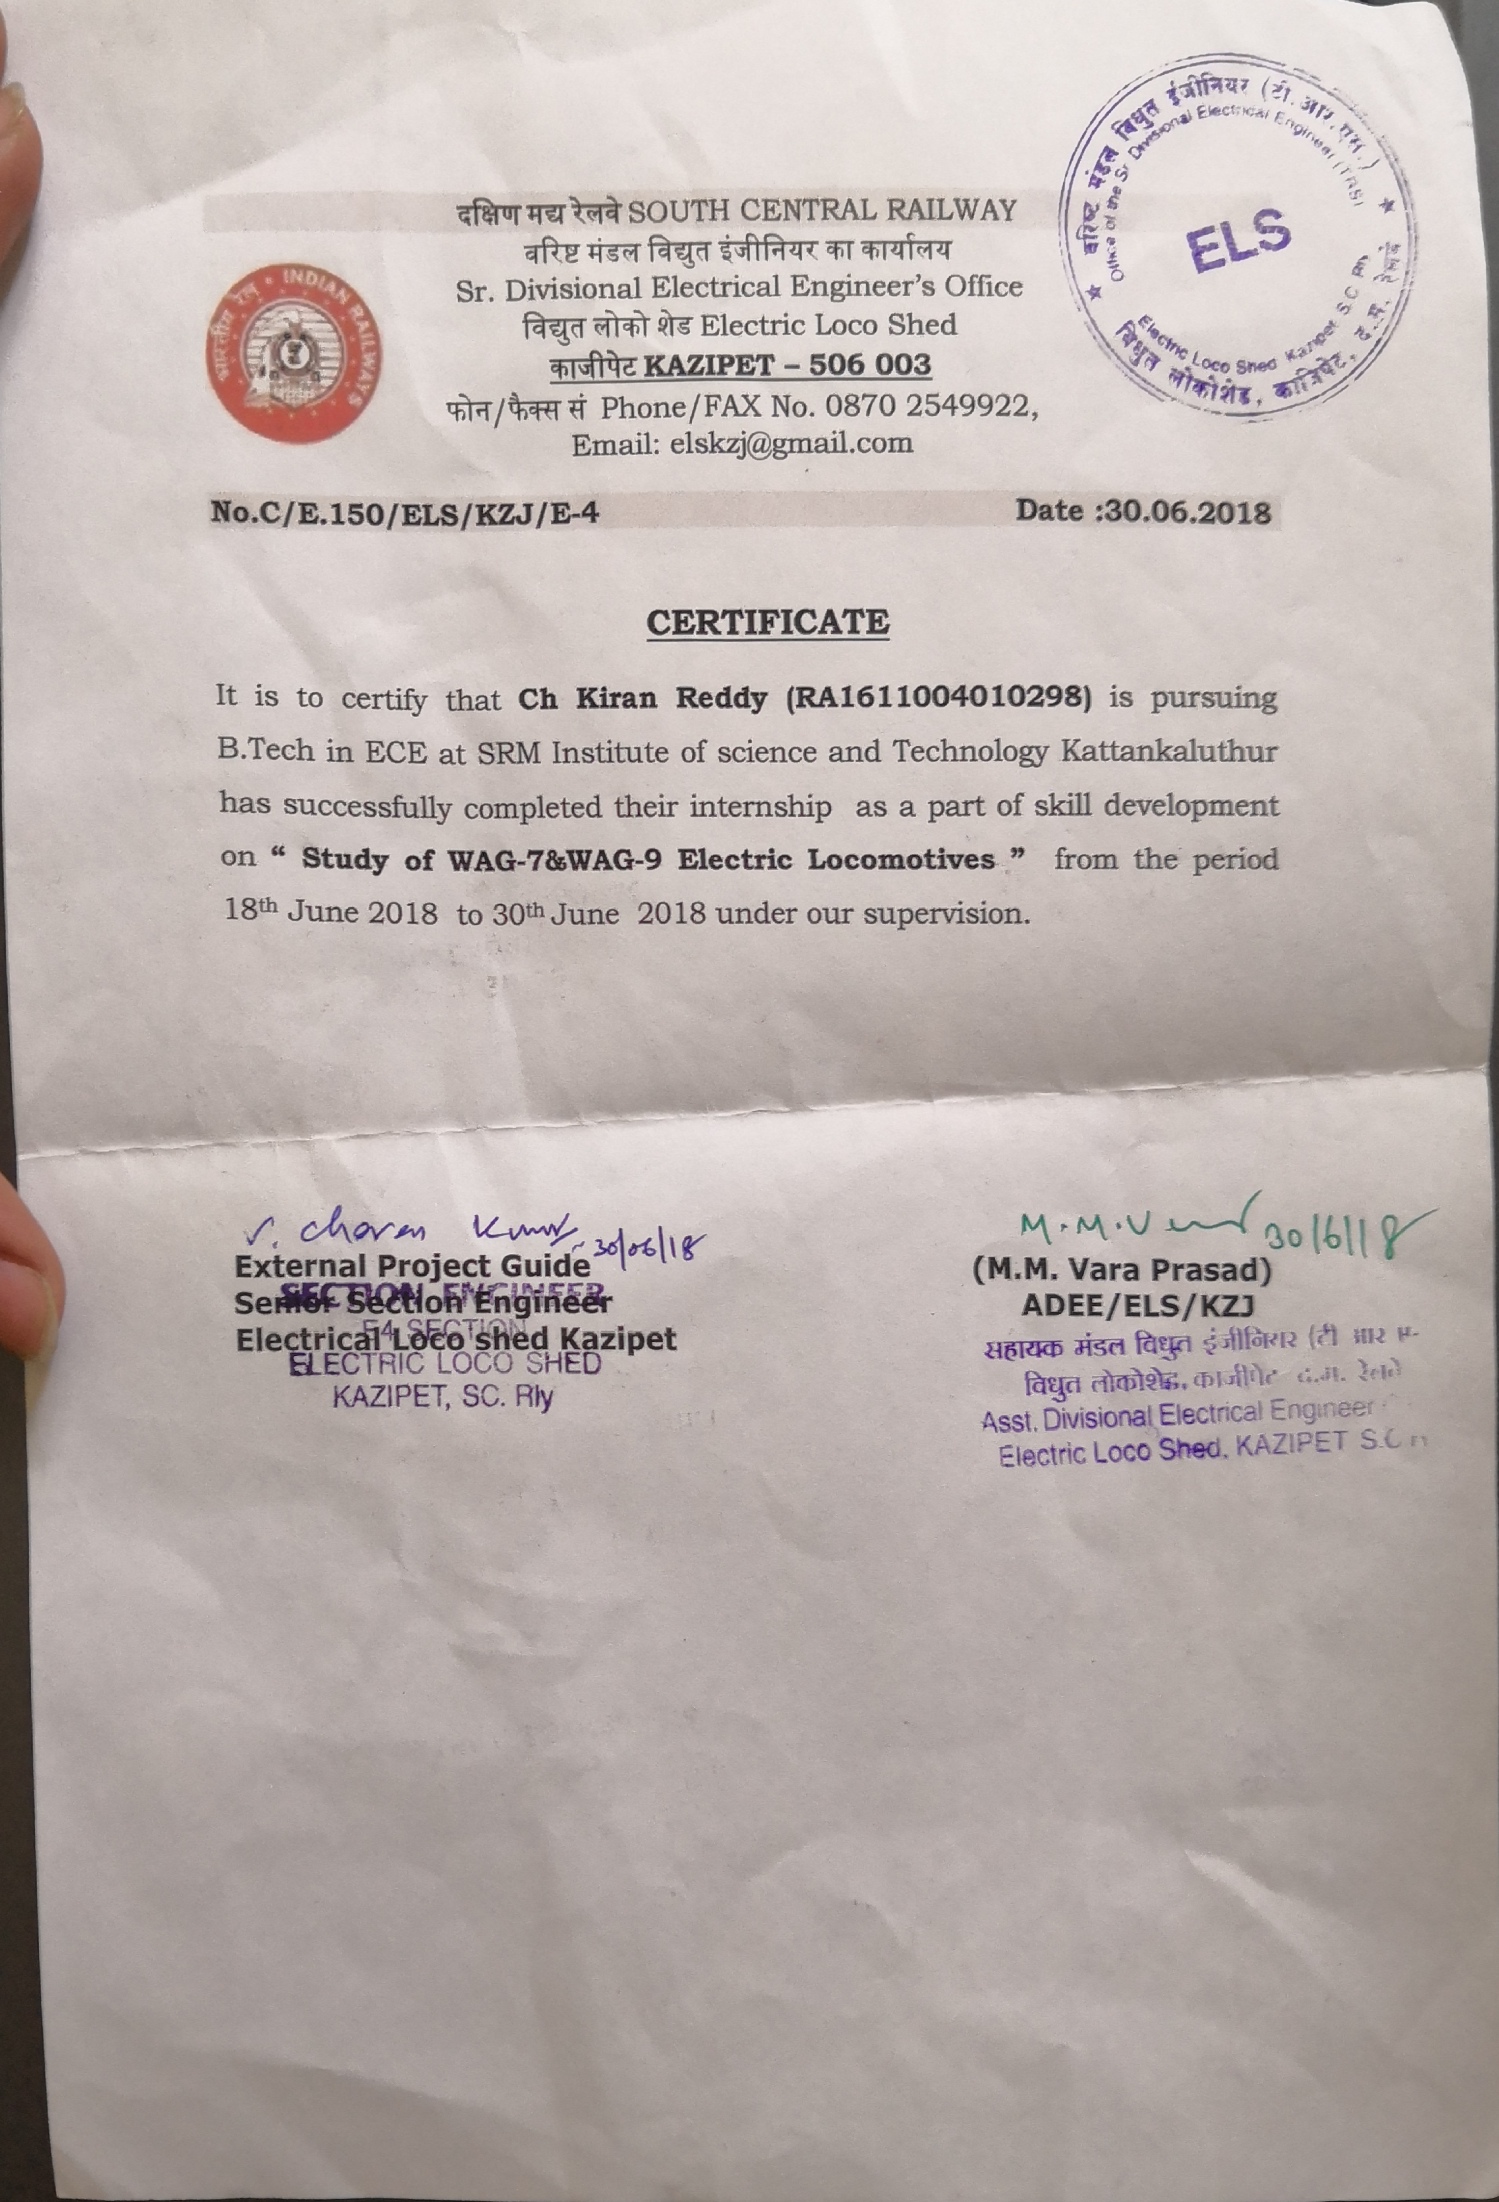 दक्षिण मद्य रेलवे SOUTH CENTRAL RAILWAY
वरिष्ट मंडल विद्युत इंजीनियर का कार्यालय
Sr. Divisional Electrical Engineer’s Office
विद्युत लोको शेड Electric Loco Shed
काजीपेट KAZIPET – 506 003
फोन/फैक्स सं Phone/FAX No. 0870 2549922,
Email: elskzj@gmail.com
भारतीय रेल INDIAN RAILWAYS
वरिष्ट मंडल विधुत इंजीनियर (टी. आर. एस.)
Office of the Sr Divisional Electrical Engineer (TRS)
ELS
Electric Loco Shed Kazipet S.C Rly
विधुत लोकोशेड, काजिपेट, द.म. रेलवे
No.C/E.150/ELS/KZJ/E-4 Date :30.06.2018
CERTIFICATE
It is to certify that Ch Kiran Reddy (RA1611004010298) is pursuing
B.Tech in ECE at SRM Institute of science and Technology Kattankaluthur
has successfully completed their internship as a part of skill development
on “ Study of WAG-7&WAG-9 Electric Locomotives ” from the period
18th June 2018 to 30th June 2018 under our supervision.
V. Charan Kumar 30/06/18
External Project Guide
SECTION ENGINEER
Senior Section Engineer
E4 SECTION
Electrical Loco shed Kazipet
ELECTRIC LOCO SHED
KAZIPET, SC. Rly
M.M.V 30/6/18
(M.M. Vara Prasad)
ADEE/ELS/KZJ
सहायक मंडल विधुत इंजीनियर (टी आर
विधुत लोकोशेड, काजीपेट द.म. रेलवे
Asst. Divisional Electrical Engineer
Electric Loco Shed, KAZIPET S.C